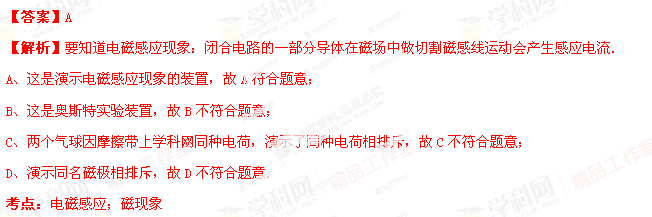 【答案】A
【解析】要知道电磁感应现象：闭合电路的一部分导体在磁场中做切割磁感线运动会产生感应电流．
A、这是演示电磁感应现象的装置，故 A 符合题意；
B、这是奥斯特实验装置，故 B 不符合题意；
C、两个气球因摩擦带上学科网同种电荷，演示了同种电荷相排斥，故 C 不符合题意；
D、演示同名磁极相排斥，故 D 不符合题意．
考点：电磁感应；磁现象